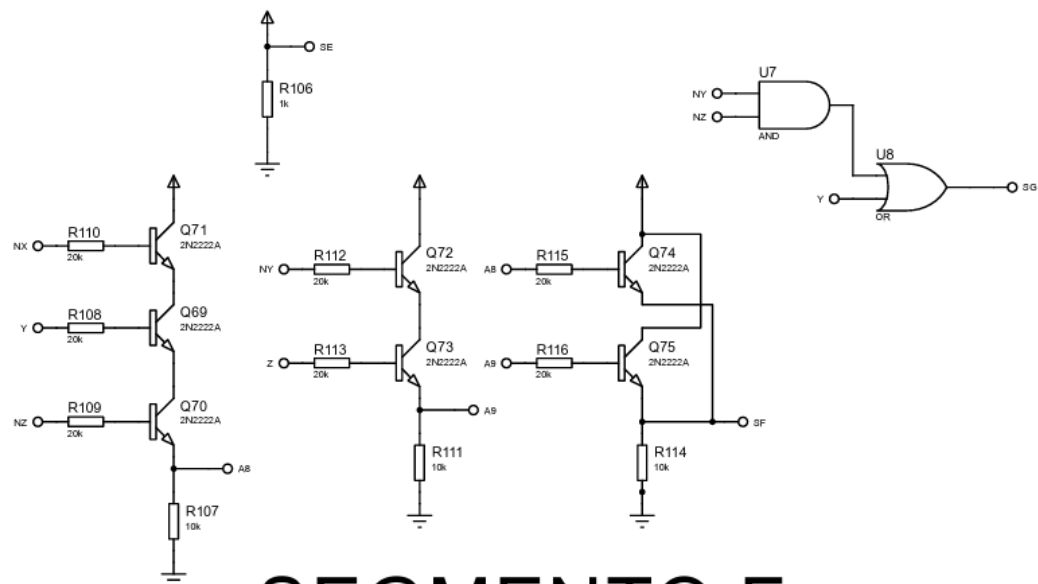 SE
R106
1k
U7
NY
NZ
AND
U8
Y
OR
SG
NX
R110
20k
Q71
2N2222A
Y
R108
20k
Q69
2N2222A
NZ
R109
20k
Q70
2N2222A
A8
R107
10k
NY
R112
20k
Q72
2N2222A
Z
R113
20k
Q73
2N2222A
A9
R111
10k
A8
R115
20k
Q74
2N2222A
A9
R116
20k
Q75
2N2222A
SF
R114
10k